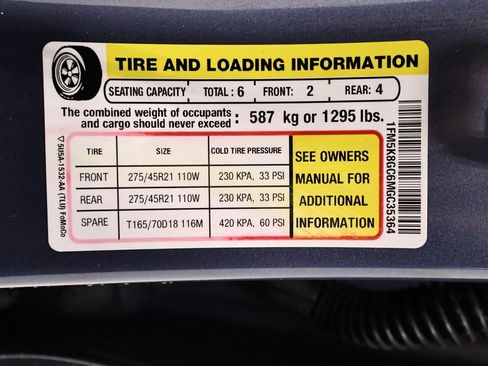 TIRE AND LOADING INFORMATION
SEATING CAPACITY TOTAL : 6 FRONT: 2 REAR: 4
The combined weight of occupants
and cargo should never exceed : 587 kg or 1295 lbs.
TIRE SIZE COLD TIRE PRESSURE
FRONT 275/45R21 110W 230 KPA, 33 PSI
REAR 275/45R21 110W 230 KPA, 33 PSI
SPARE T165/70D18 116M 420 KPA, 60 PSI
SEE OWNERS
MANUAL FOR
ADDITIONAL
INFORMATION
5U5A-1532-AA (TLU) FoMoCo
1FM5K8GC6MGC35364